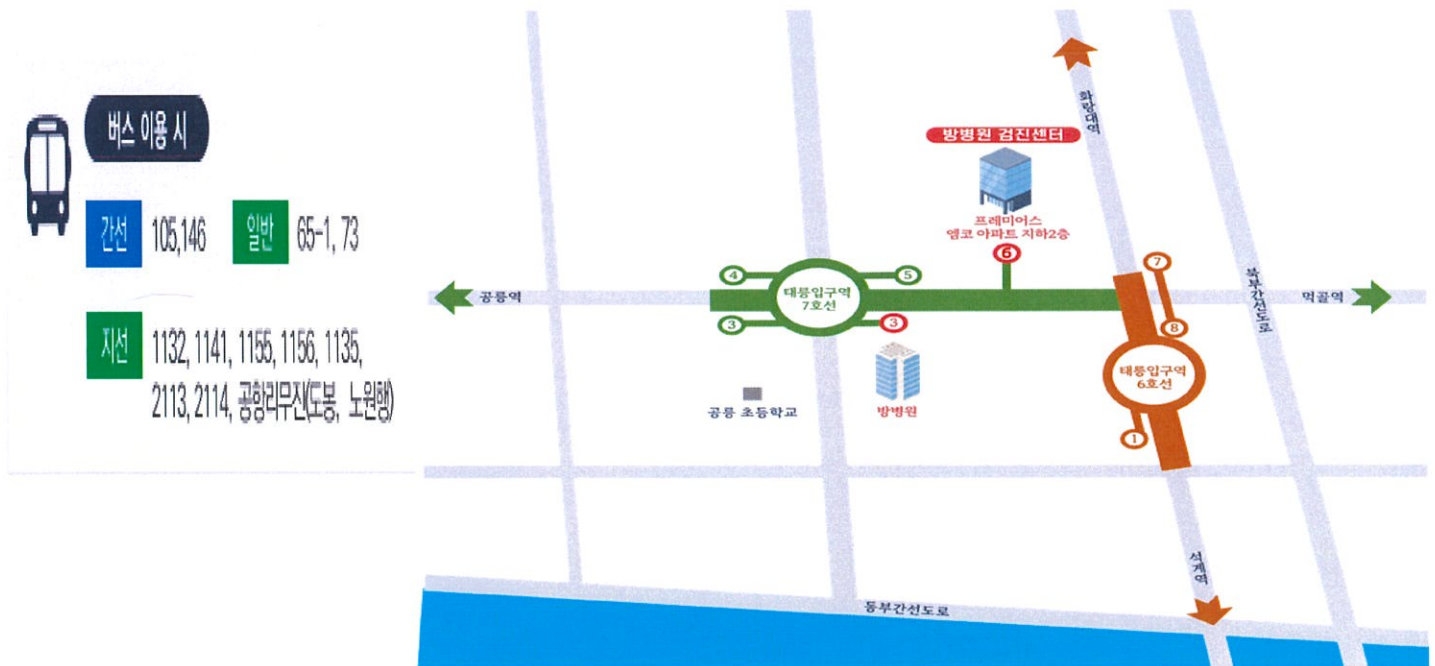 버스 이용 시
간선 105,146 일반 65-1, 73
지선 1132, 1141, 1155, 1156, 1135,
2113, 2114, 공항리무진(도봉, 노원행)
화랑대역
방병원 검진센터
프레미어스
엠코 아파트 지하2층
6
7
4
5
태릉입구역
7호선
공릉역
북부간선도로
먹골역
3
3
8
태릉입구역
6호선
공릉 초등학교
방병원
1
석계역
동부간선도로